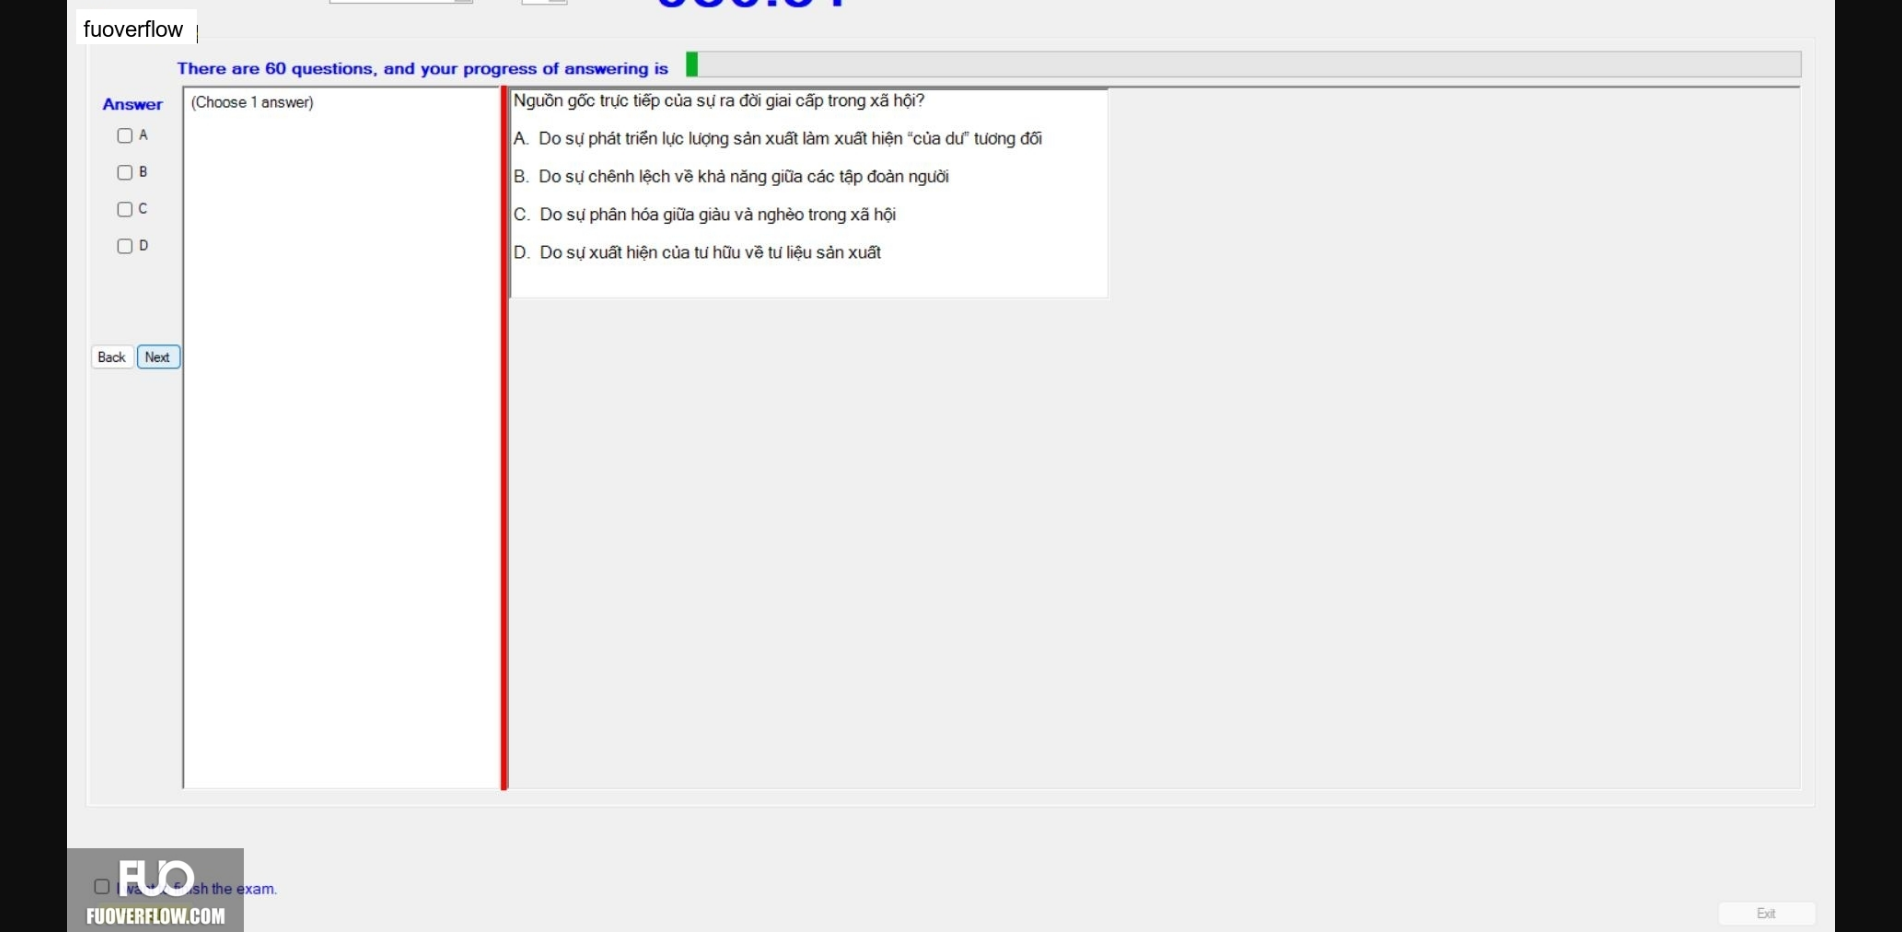 fuoverflow
There are 60 questions, and your progress of answering is
Answer
(Choose 1 answer)
A
B
C
D
Back
Next
Nguồn gốc trực tiếp của sự ra đời giai cấp trong xã hội?
A. Do sự phát triển lực lượng sản xuất làm xuất hiện “của dư” tương đối
B. Do sự chênh lệch về khả năng giữa các tập đoàn người
C. Do sự phân hóa giữa giàu và nghèo trong xã hội
D. Do sự xuất hiện của tư hữu về tư liệu sản xuất
FUO
the exam.
FUOVERFLOW.COM
Exit